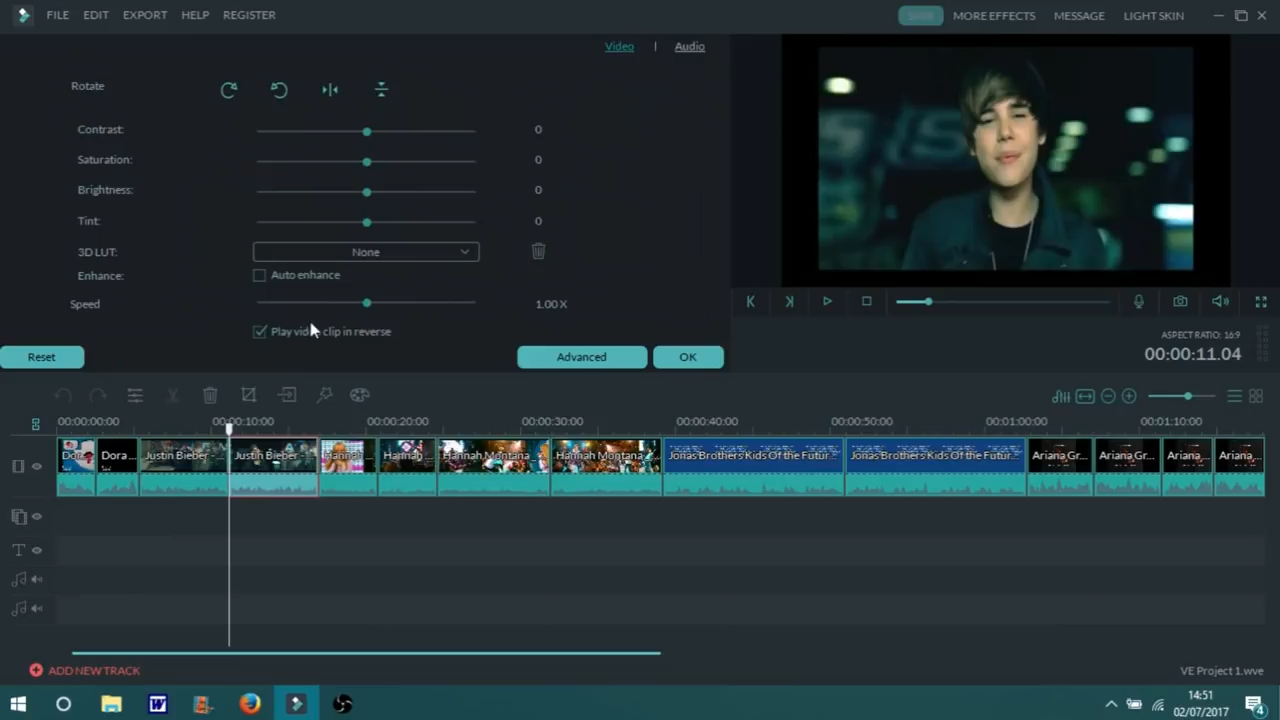 FILE EDIT EXPORT HELP REGISTER MORE EFFECTS MESSAGE LIGHT SKIN
Video | Audio
Rotate
Contrast: 0
Saturation: 0
Brightness: 0
Tint: 0
3D LUT: None
Enhance: Auto enhance
Speed 1.00 X
Play video clip in reverse
ASPECT RATIO: 16:9
Reset Advanced OK 00:00:11.04
00:00:00:00 00:00:10:00 00:00:20:00 00:00:30:00 00:00:40:00 00:00:50:00 00:01:00:00 00:01:10:00
Dora Dora ... Justin Bieber - Justin Bieber - Hannah Hannah Hannah Montana Hannah Montana Jonas Brothers Kids Of the Futur... Jonas Brothers Kids Of the Futur... Ariana Gr... Ariana Gr... Ariana... Ariana...
T
ADD NEW TRACK VE Project 1.wve
W 14:51
02/07/2017 4